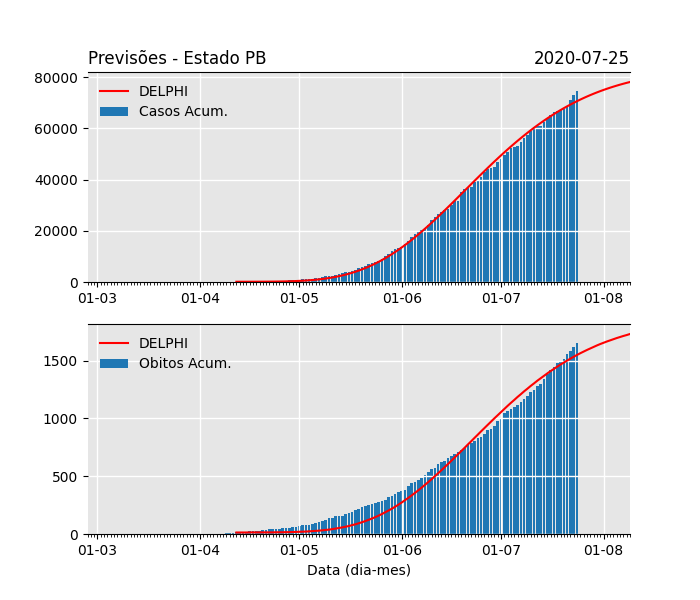 Previsões - Estado PB 2020-07-25
80000
60000
40000
20000
0
DELPHI
Casos Acum.
01-03 01-04 01-05 01-06 01-07 01-08
1500
1000
500
0
DELPHI
Obitos Acum.
01-03 01-04 01-05 01-06 01-07 01-08
Data (dia-mes)